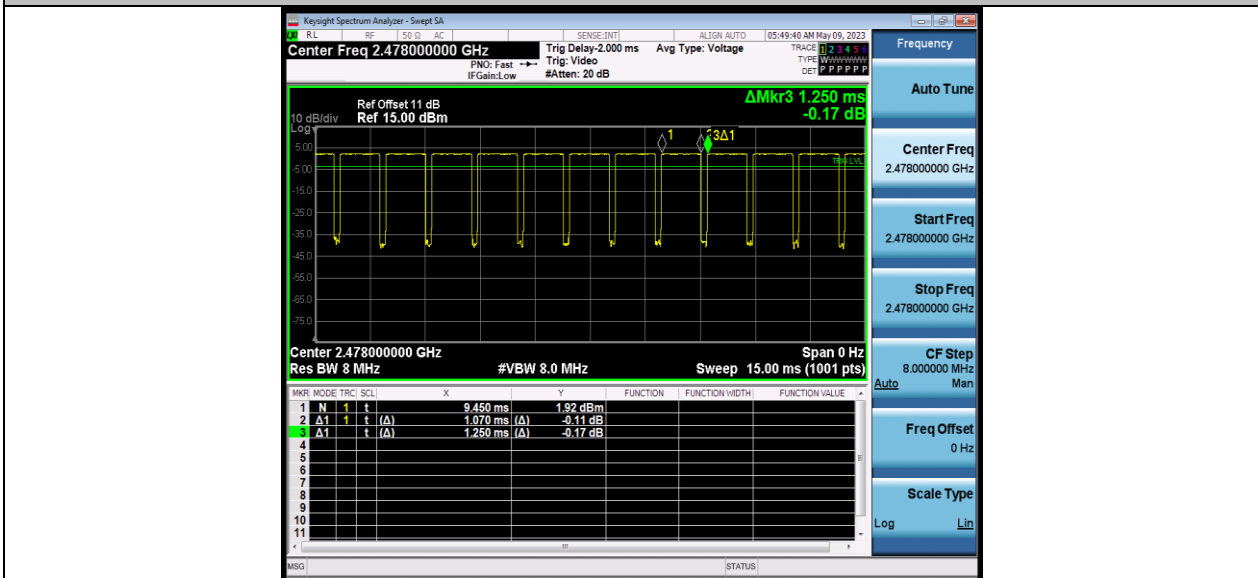 Keysight Spectrum Analyzer - Swept SA
RL RF 50 Ω AC SENSE:INT ALIGN AUTO 05:49:40 AM May 09, 2023
Center Freq 2.478000000 GHz
PNO: Fast
IFGain:Low
Trig Delay-2.000 ms
Trig: Video
#Atten: 20 dB
Avg Type: Voltage
TRACE 1 2 3 4 5 6
TYPE WWWWWW
DET P P P P P P
Frequency
ΔMkr3 1.250 ms
-0.17 dB
Ref Offset 11 dB
10 dB/div Ref 15.00 dBm
Log
1 3Δ1
5.00
TRIG LVL
-5.00
-15.0
-25.0
-35.0
-45.0
-55.0
-65.0
-75.0
Center 2.478000000 GHz Span 0 Hz
Res BW 8 MHz #VBW 8.0 MHz Sweep 15.00 ms (1001 pts)
MKR MODE TRC SCL X Y FUNCTION FUNCTION WIDTH FUNCTION VALUE
1 N 1 t 9.450 ms 1.92 dBm
2 Δ1 1 t (Δ) 1.070 ms (Δ) -0.11 dB
3 Δ1 t (Δ) 1.250 ms (Δ) -0.17 dB
4
5
6
7
8
9
10
11
MSG STATUS
Auto Tune
Center Freq
2.478000000 GHz
Start Freq
2.478000000 GHz
Stop Freq
2.478000000 GHz
CF Step
8.000000 MHz
Auto Man
Freq Offset
0 Hz
Scale Type
Log Lin